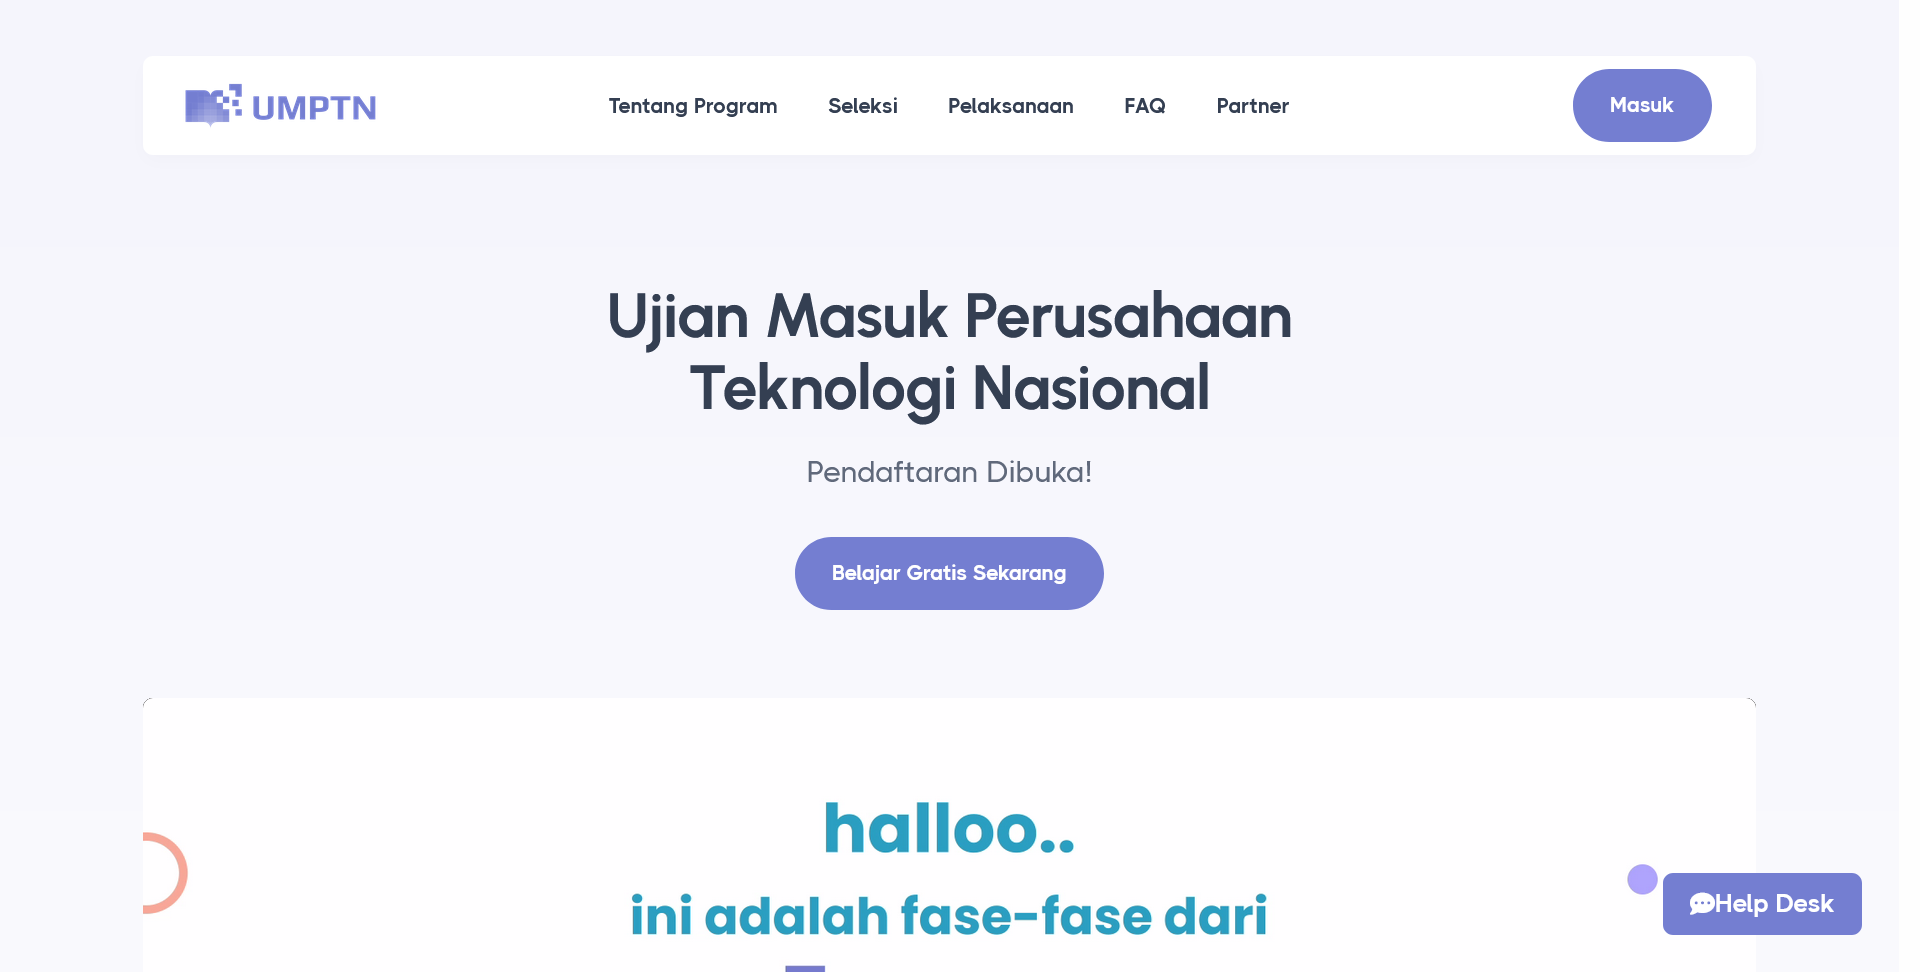 UMPTN
Tentang Program
Seleksi
Pelaksanaan
FAQ
Partner
Masuk
Ujian Masuk Perusahaan
Teknologi Nasional
Pendaftaran Dibuka!
Belajar Gratis Sekarang
halloo..
ini adalah fase-fase dari
Help Desk